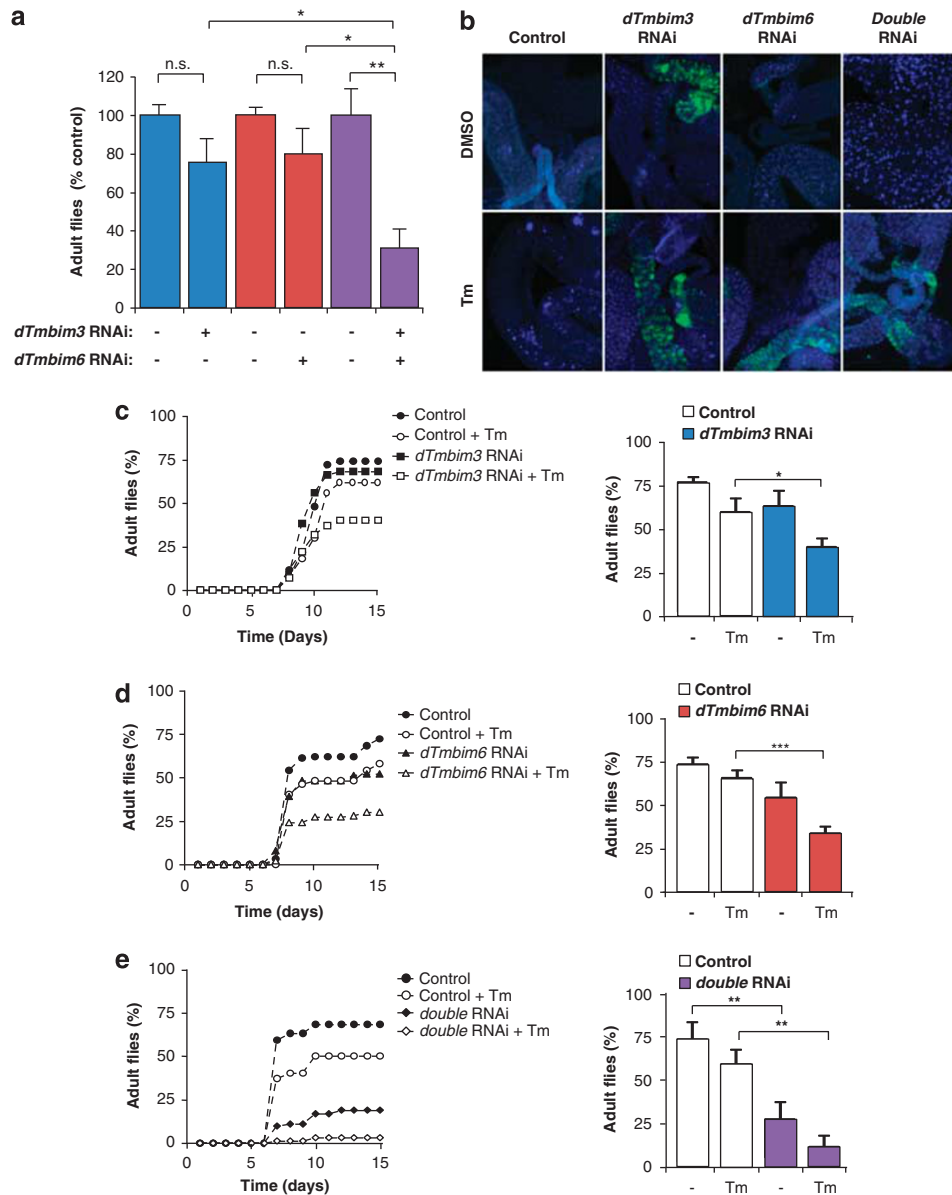 a
*
*
n.s.
n.s.
**
Adult flies (% control)
120
100
80
60
40
20
0
dTmbim3 RNAi: - + - - - +
dTmbim6 RNAi: - - - + - +
b
Control
dTmbim3 RNAi
dTmbim6 RNAi
Double RNAi
DMSO
Tm
c
Adult flies (%)
100
75
50
25
0
0 5 10 15
Time (Days)
Control
Control + Tm
dTmbim3 RNAi
dTmbim3 RNAi + Tm
Control
dTmbim3 RNAi
Adult flies (%)
100
75
50
25
0
*
- Tm - Tm
d
Adult flies (%)
100
75
50
25
0
0 5 10 15
Time (days)
Control
Control + Tm
dTmbim6 RNAi
dTmbim6 RNAi + Tm
Control
dTmbim6 RNAi
Adult flies (%)
100
75
50
25
0
***
- Tm - Tm
e
Adult flies (%)
100
75
50
25
0
0 5 10 15
Time (days)
Control
Control + Tm
double RNAi
double RNAi + Tm
Control
double RNAi
Adult flies (%)
100
75
50
25
0
**
**
- Tm - Tm